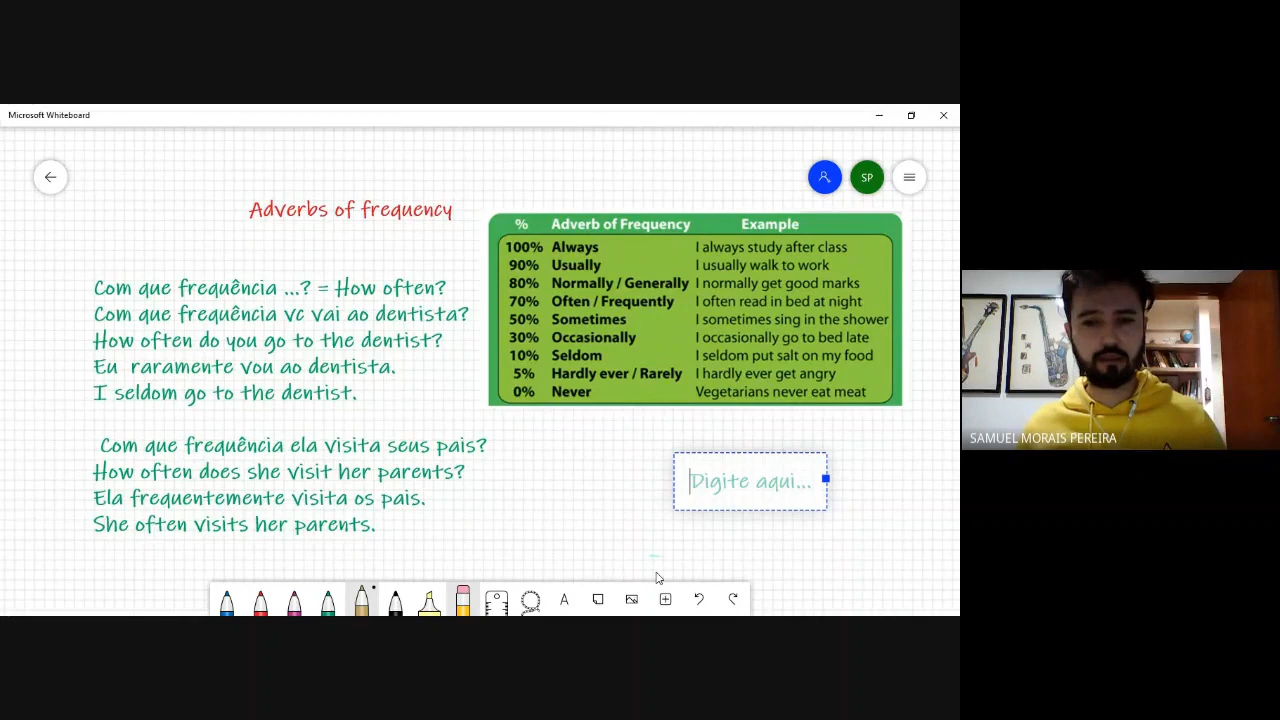 Microsoft Whiteboard
SP
Adverbs of frequency
% Adverb of Frequency Example
100% Always I always study after class
90% Usually I usually walk to work
80% Normally / Generally I normally get good marks
70% Often / Frequently I often read in bed at night
50% Sometimes I sometimes sing in the shower
30% Occasionally I occasionally go to bed late
10% Seldom I seldom put salt on my food
5% Hardly ever / Rarely I hardly ever get angry
0% Never Vegetarians never eat meat
Com que frequência ...? = How often?
Com que frequência vc vai ao dentista?
How often do you go to the dentist?
Eu raramente vou ao dentista.
I seldom go to the dentist.
Com que frequência ela visita seus pais?
How often does she visit her parents?
Ela frequentemente visita os pais.
She often visits her parents.
Digite aqui...
A
SAMUEL MORAIS PEREIRA